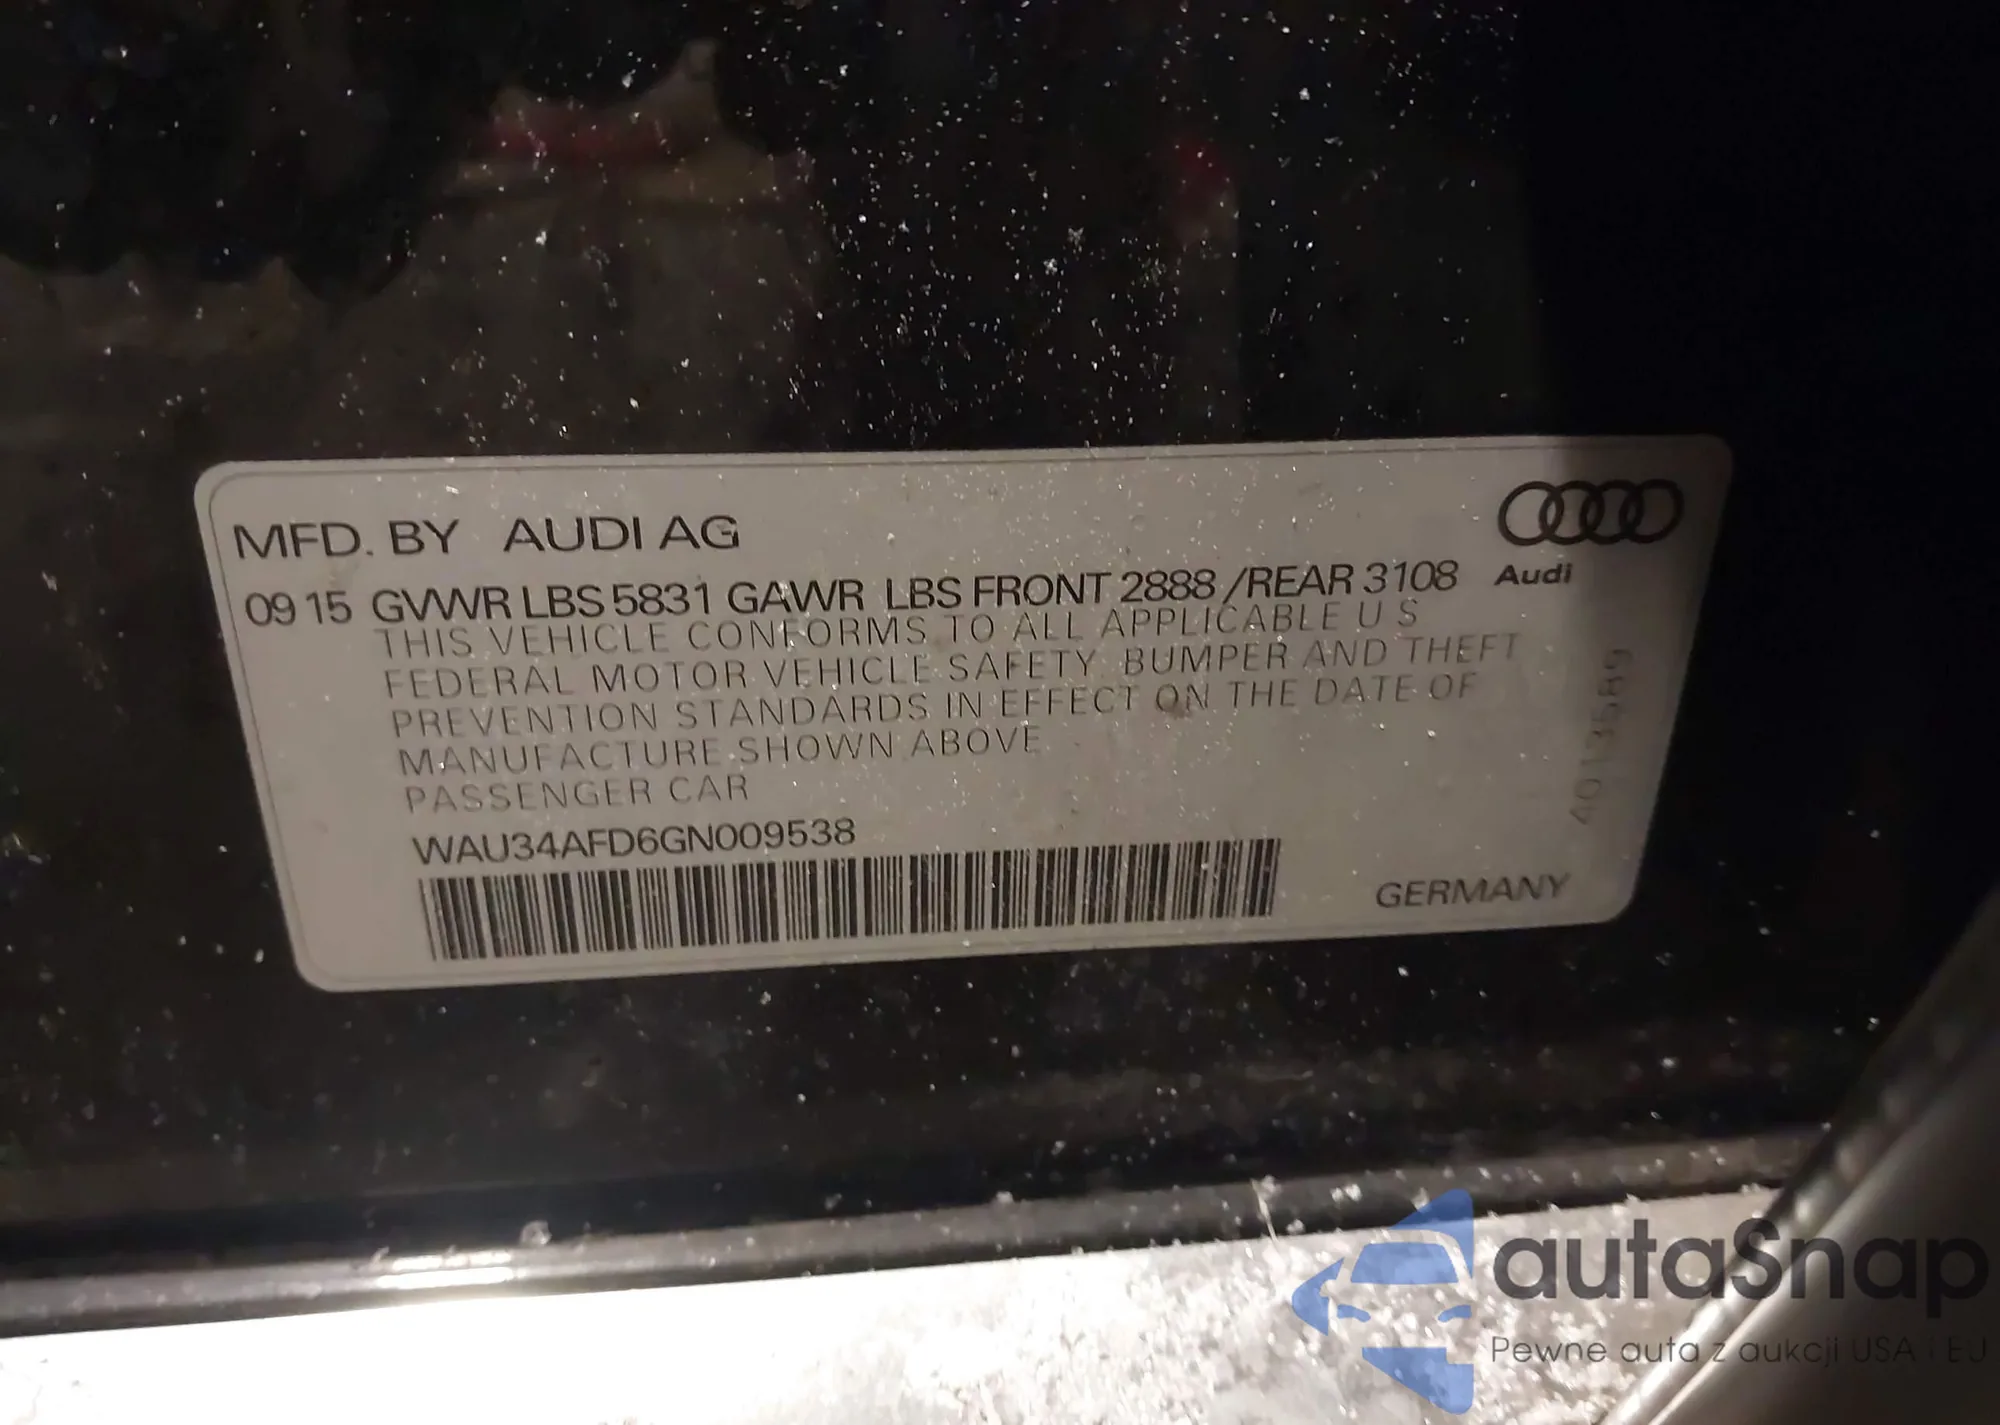 MFD. BY AUDI AG
09 15 GVWR LBS 5831 GAWR LBS FRONT 2888 /REAR 3108
Audi
THIS VEHICLE CONFORMS TO ALL APPLICABLE U S
FEDERAL MOTOR VEHICLE SAFETY BUMPER AND THEFT
PREVENTION STANDARDS IN EFFECT ON THE DATE OF
MANUFACTURE SHOWN ABOVE
PASSENGER CAR
WAU34AFD6GN009538
GERMANY
4013589
autaSnap
Pewne auta z aukcji USA i EU